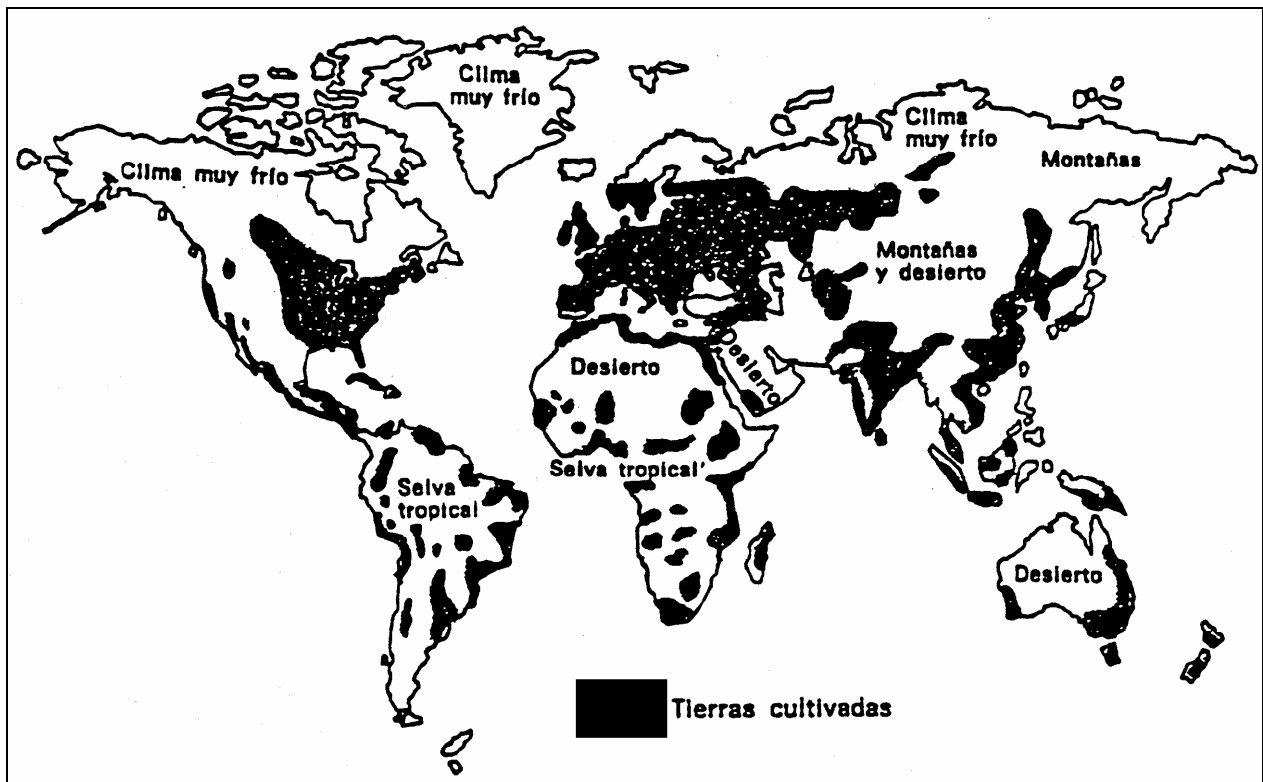 Clima
muy frío
Clima muy frío
Clima
muy frío
Montañas
Montañas
y desierto
Desierto
Desierto
Selva tropical'
Selva
tropical
Desierto
Tierras cultivadas